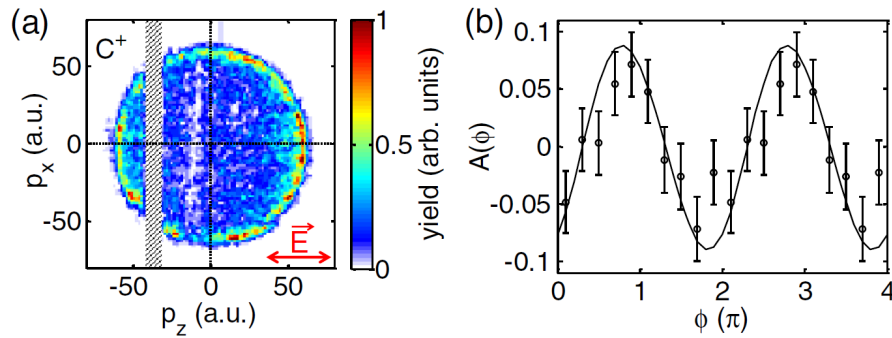 (a)
C⁺
p_x (a.u.)
50
0
-50
-50
0
50
p_z (a.u.)
E⃗
1
0.5
0
yield (arb. units)
(b)
A(ϕ)
0.1
0.05
0
-0.05
-0.1
0
1
2
3
4
ϕ (π)